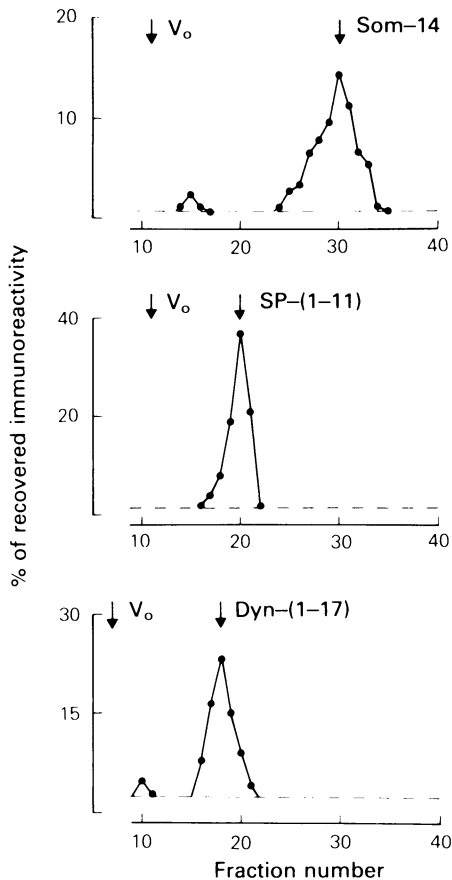 20
10
V₀ Som–14
10 20 30 40
40
20
V₀ SP–(1–11)
10 20 30 40
30
15
V₀ Dyn–(1–17)
10 20 30 40
% of recovered immunoreactivity
Fraction number